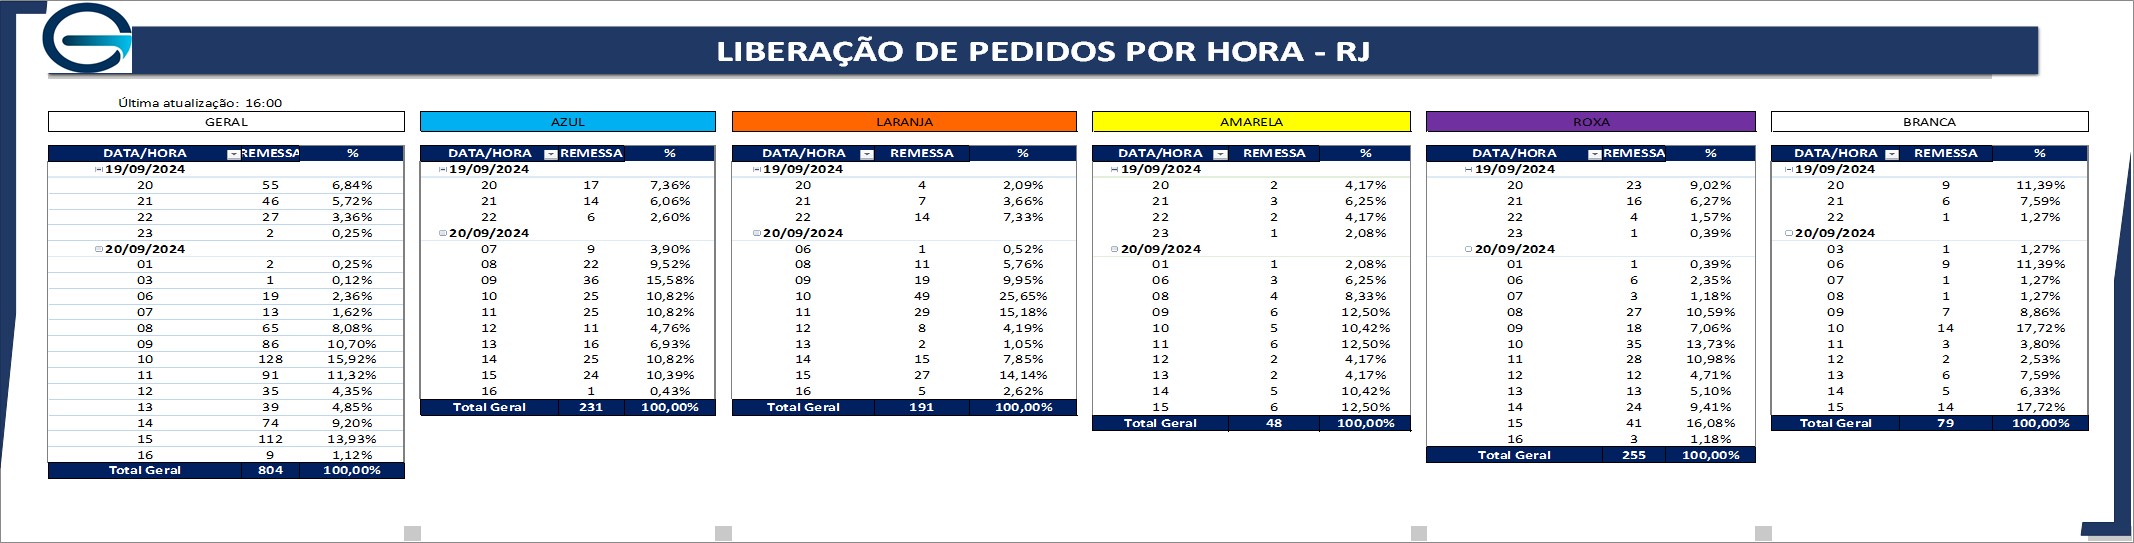 LIBERAÇÃO DE PEDIDOS POR HORA - RJ
Última atualização: 16:00
GERAL
DATA/HORA REMESSA %
19/09/2024
20 55 6,84%
21 46 5,72%
22 27 3,36%
23 2 0,25%
20/09/2024
01 2 0,25%
03 1 0,12%
06 19 2,36%
07 13 1,62%
08 65 8,08%
09 86 10,70%
10 128 15,92%
11 91 11,32%
12 35 4,35%
13 39 4,85%
14 74 9,20%
15 112 13,93%
16 9 1,12%
Total Geral 804 100,00%
AZUL
DATA/HORA REMESSA %
19/09/2024
20 17 7,36%
21 14 6,06%
22 6 2,60%
20/09/2024
07 9 3,90%
08 22 9,52%
09 36 15,58%
10 25 10,82%
11 25 10,82%
12 11 4,76%
13 16 6,93%
14 25 10,82%
15 24 10,39%
16 1 0,43%
Total Geral 231 100,00%
LARANJA
DATA/HORA REMESSA %
19/09/2024
20 4 2,09%
21 7 3,66%
22 14 7,33%
20/09/2024
06 1 0,52%
08 11 5,76%
09 19 9,95%
10 49 25,65%
11 29 15,18%
12 8 4,19%
13 2 1,05%
14 15 7,85%
15 27 14,14%
16 5 2,62%
Total Geral 191 100,00%
AMARELA
DATA/HORA REMESSA %
19/09/2024
20 2 4,17%
21 3 6,25%
22 2 4,17%
23 1 2,08%
20/09/2024
01 1 2,08%
06 3 6,25%
08 4 8,33%
09 6 12,50%
10 5 10,42%
11 6 12,50%
12 2 4,17%
13 2 4,17%
14 5 10,42%
15 6 12,50%
Total Geral 48 100,00%
ROXA
DATA/HORA REMESSA %
19/09/2024
20 23 9,02%
21 16 6,27%
22 4 1,57%
23 1 0,39%
20/09/2024
01 1 0,39%
06 6 2,35%
07 3 1,18%
08 27 10,59%
09 18 7,06%
10 35 13,73%
11 28 10,98%
12 12 4,71%
13 13 5,10%
14 24 9,41%
15 41 16,08%
16 3 1,18%
Total Geral 255 100,00%
BRANCA
DATA/HORA REMESSA %
19/09/2024
20 9 11,39%
21 6 7,59%
22 1 1,27%
20/09/2024
03 1 1,27%
06 9 11,39%
07 1 1,27%
08 1 1,27%
09 7 8,86%
10 14 17,72%
11 3 3,80%
12 2 2,53%
13 6 7,59%
14 5 6,33%
15 14 17,72%
Total Geral 79 100,00%